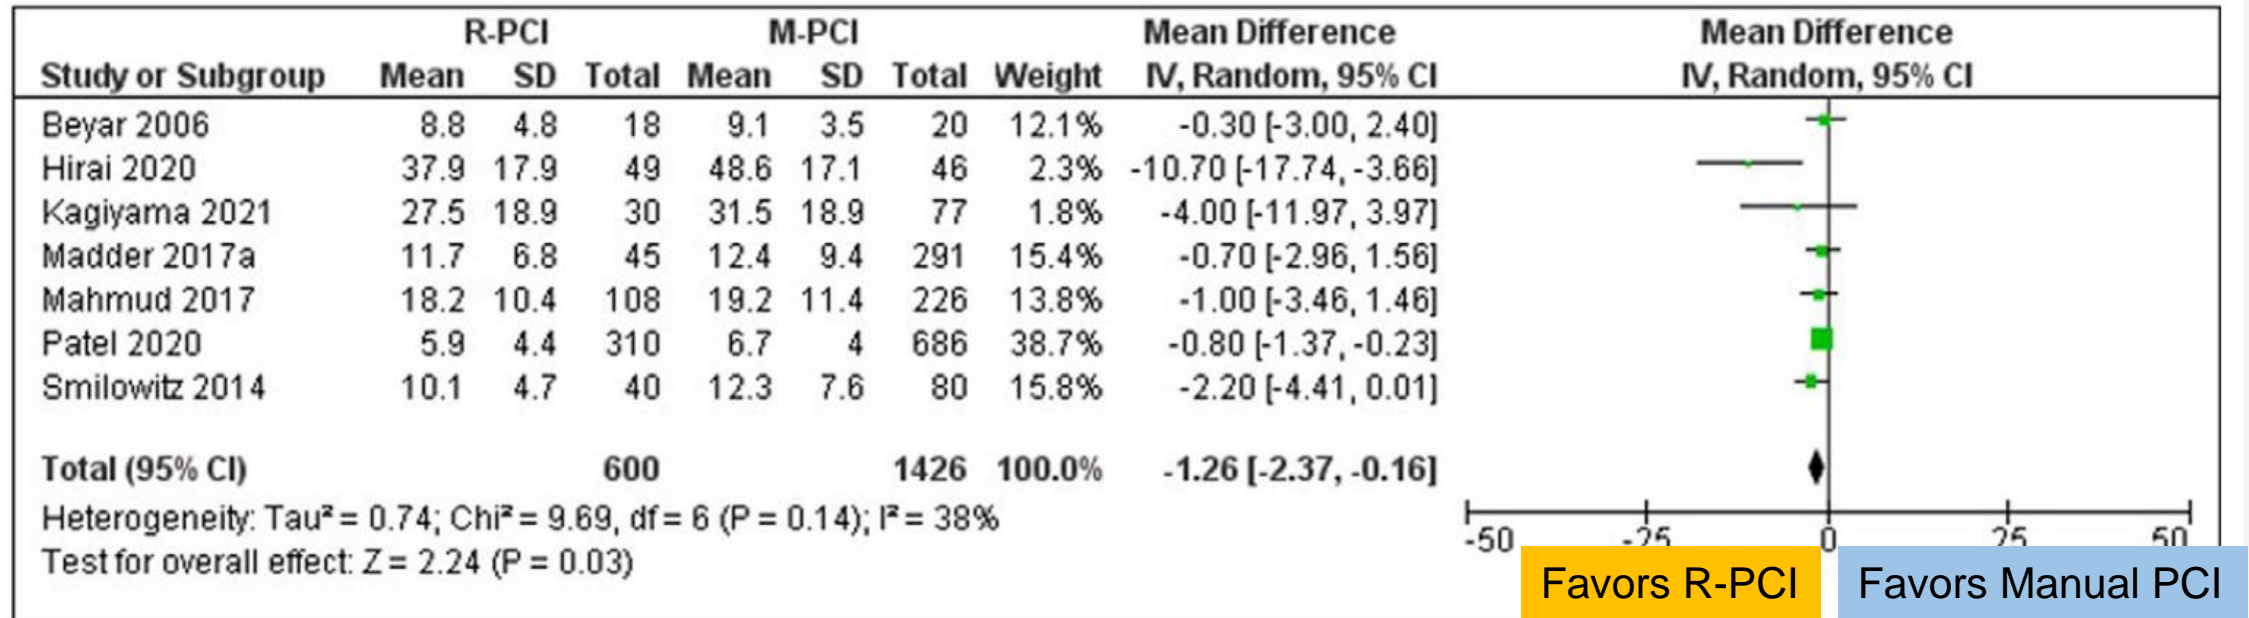 R-PCI M-PCI Mean Difference Mean Difference
Study or Subgroup Mean SD Total Mean SD Total Weight IV, Random, 95% CI IV, Random, 95% CI
Beyar 2006 8.8 4.8 18 9.1 3.5 20 12.1% -0.30 [-3.00, 2.40]
Hirai 2020 37.9 17.9 49 48.6 17.1 46 2.3% -10.70 [-17.74, -3.66]
Kagiyama 2021 27.5 18.9 30 31.5 18.9 77 1.8% -4.00 [-11.97, 3.97]
Madder 2017a 11.7 6.8 45 12.4 9.4 291 15.4% -0.70 [-2.96, 1.56]
Mahmud 2017 18.2 10.4 108 19.2 11.4 226 13.8% -1.00 [-3.46, 1.46]
Patel 2020 5.9 4.4 310 6.7 4 686 38.7% -0.80 [-1.37, -0.23]
Smilowitz 2014 10.1 4.7 40 12.3 7.6 80 15.8% -2.20 [-4.41, 0.01]
Total (95% CI) 600 1426 100.0% -1.26 [-2.37, -0.16]
Heterogeneity: Tau² = 0.74; Chi² = 9.69, df = 6 (P = 0.14); I² = 38%
Test for overall effect: Z = 2.24 (P = 0.03)
-50 -25 0 25 50
Favors R-PCI Favors Manual PCI